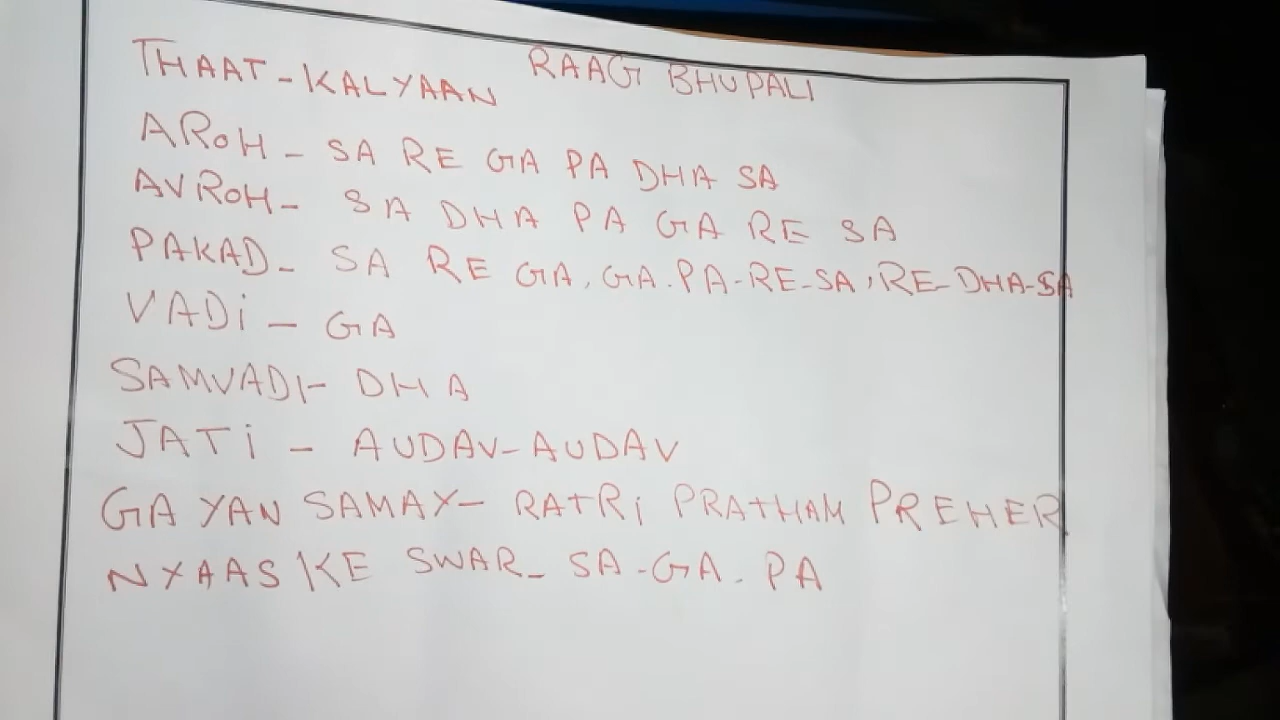 RAAG BHUPALI
THAAT - KALYAAN
AROH - SA RE GA PA DHA SA
AVROH - SA DHA PA GA RE SA
PAKAD - SA RE GA, GA.PA-RE-SA, RE-DHA-SA
VADi - GA
SAMVADI- DHA
JATi - AUDAV-AUDAV
GAYAN SAMAY- RATRi PRATHAM PREHER
NYAAS KE SWAR - SA -GA - PA